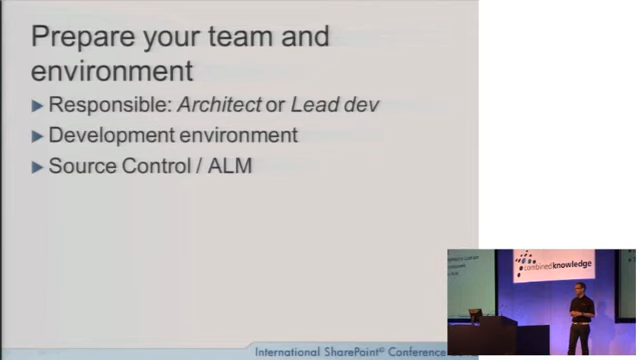 Prepare your team and
environment
Responsible: Architect or Lead dev
Development environment
Source Control / ALM
International SharePoint® Conference
combinedknowledge